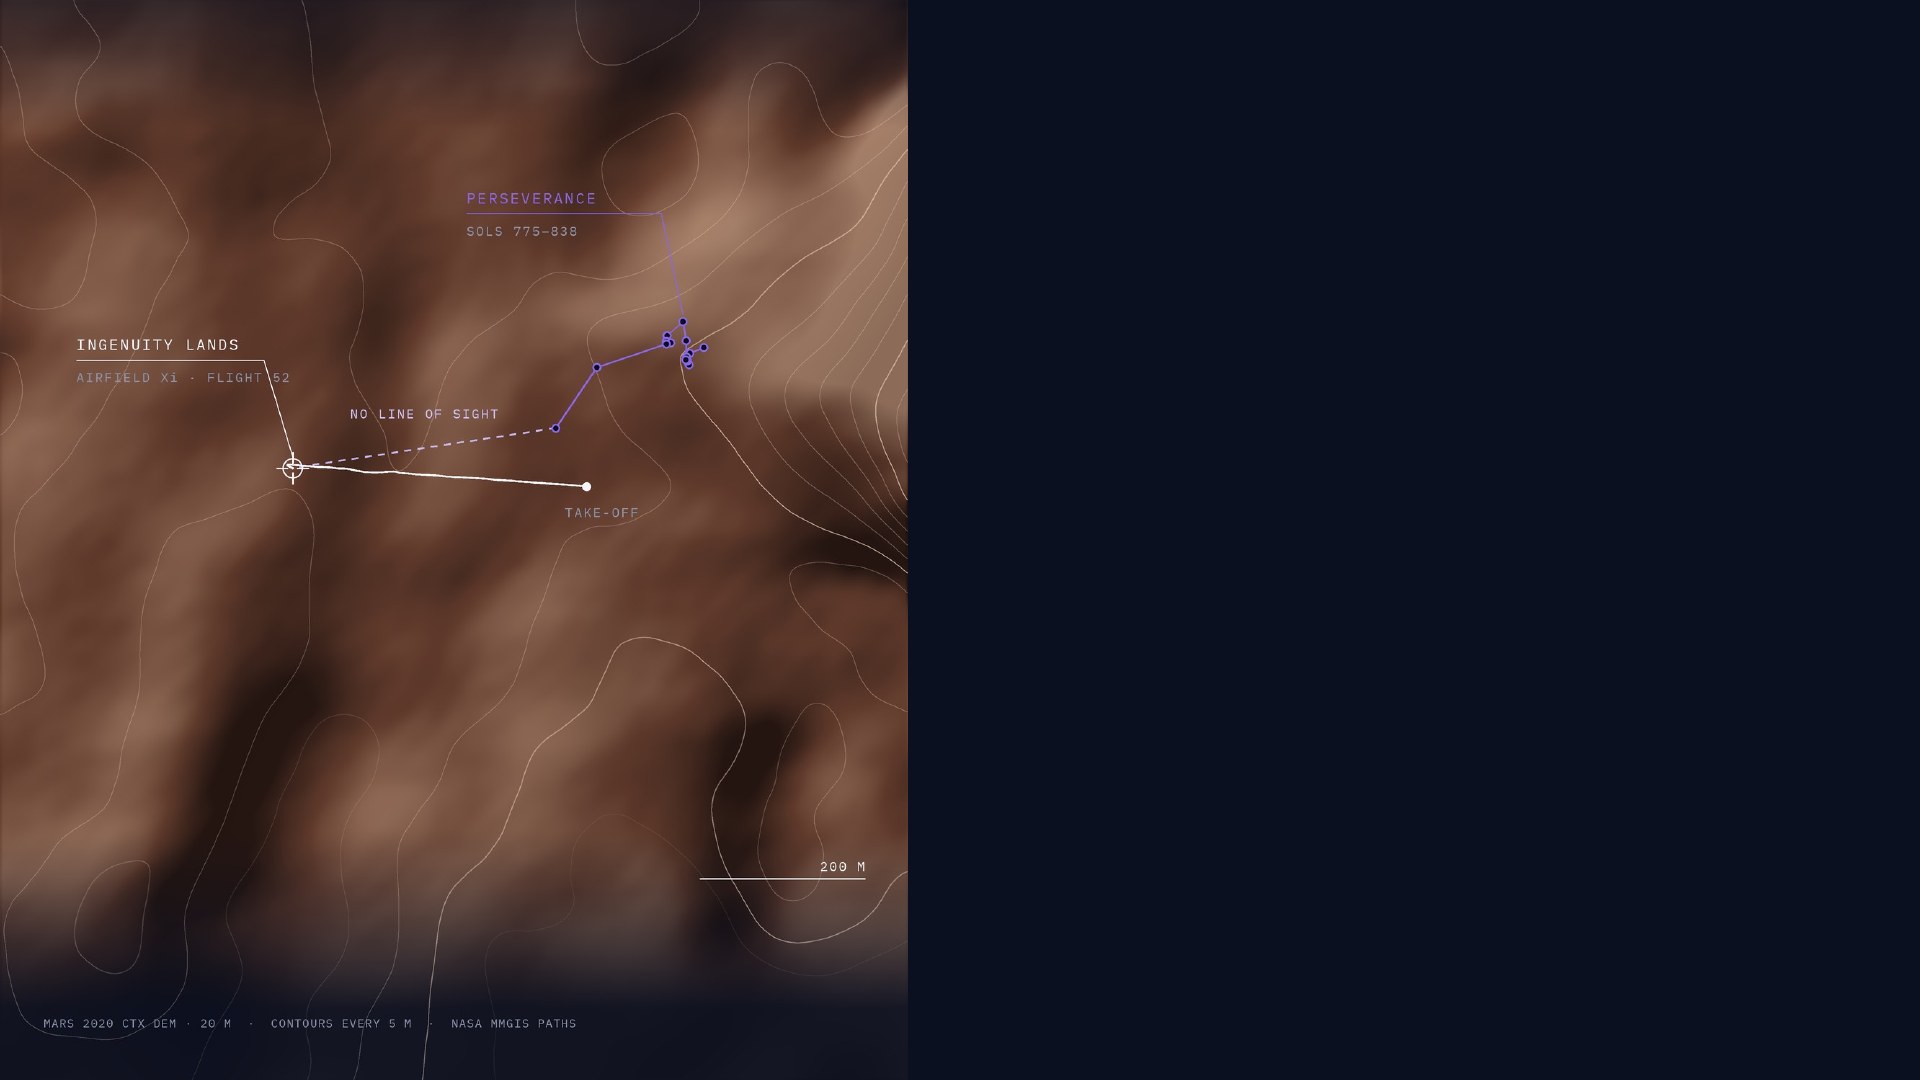 PERSEVERANCE
SOLS 775–838
INGENUITY LANDS
AIRFIELD Xi · FLIGHT 52
NO LINE OF SIGHT
TAKE-OFF
200 M
MARS 2020 CTX DEM · 20 M · CONTOURS EVERY 5 M · NASA MMGIS PATHS